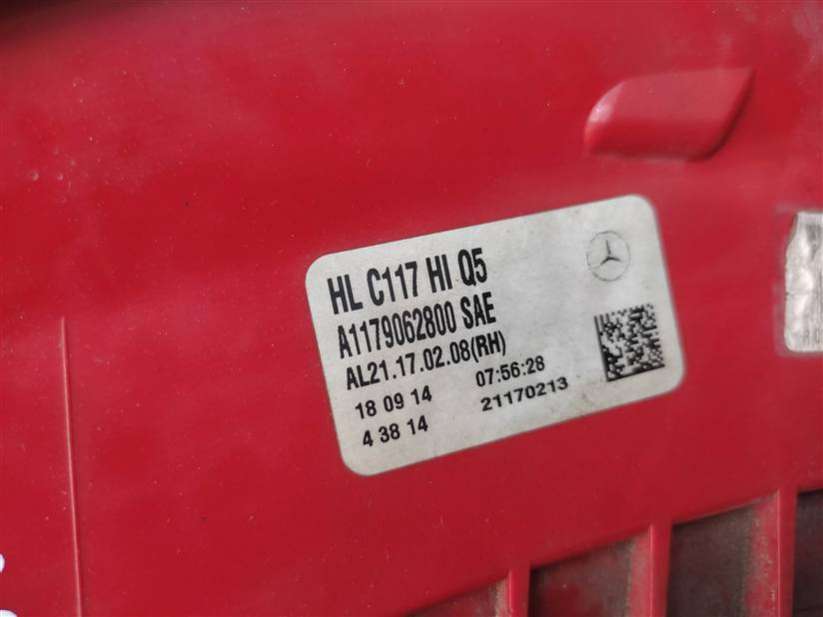 HL C117 HI Q5
A1179062800 SAE
AL21.17.02.08(RH)
18 09 14 07:56:28
4 38 14 21170213